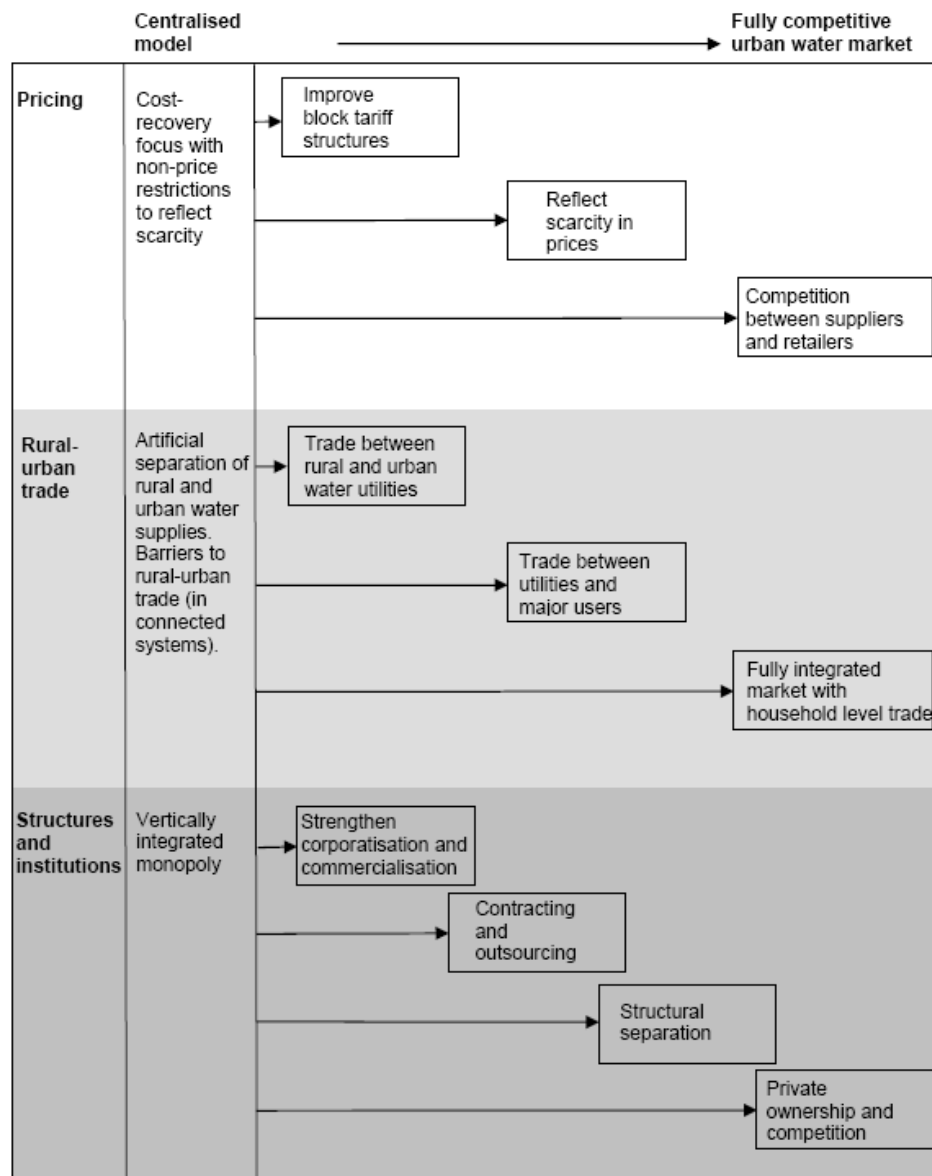 Centralised
model
Fully competitive
urban water market
Pricing
Cost-
recovery
focus with
non-price
restrictions
to reflect
scarcity
Improve
block tariff
structures
Reflect
scarcity in
prices
Competition
between suppliers
and retailers
Rural-
urban
trade
Artificial
separation of
rural and
urban water
supplies.
Barriers to
rural-urban
trade (in
connected
systems).
Trade between
rural and urban
water utilities
Trade between
utilities and
major users
Fully integrated
market with
household level trade
Structures
and
institutions
Vertically
integrated
monopoly
Strengthen
corporatisation and
commercialisation
Contracting
and
outsourcing
Structural
separation
Private
ownership and
competition